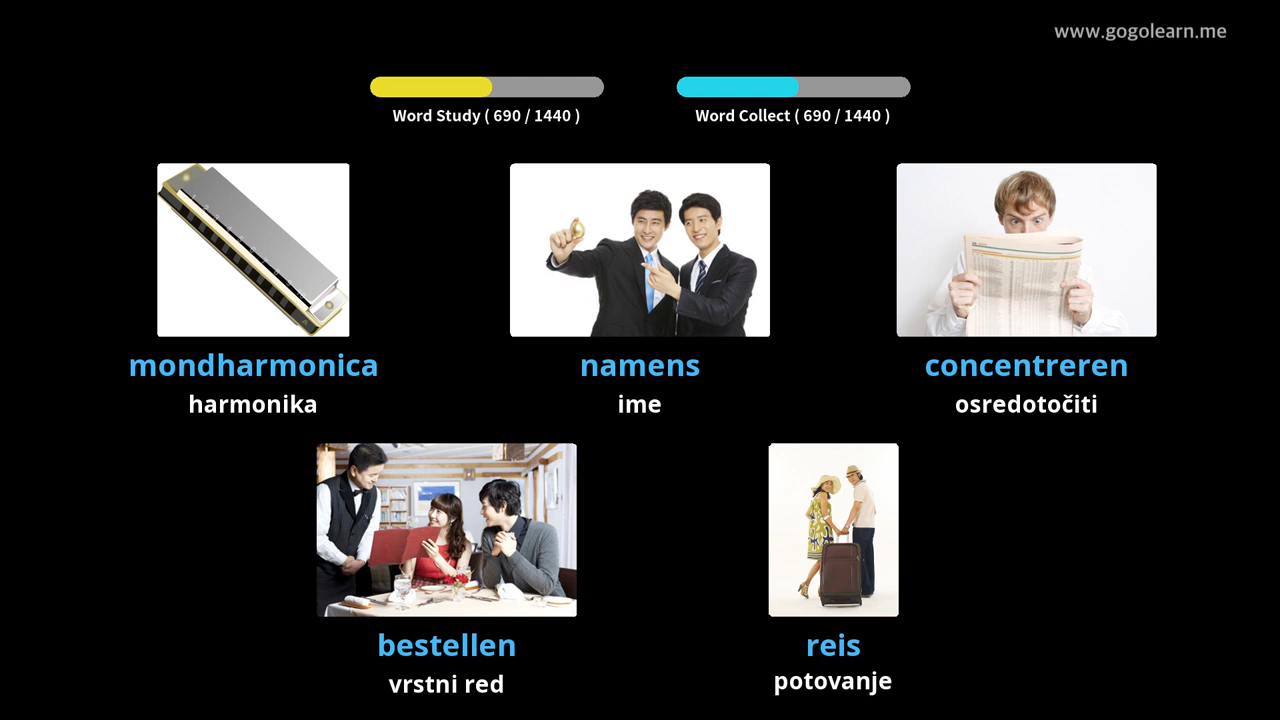 www.gogolearn.me
Word Study ( 690 / 1440 )
Word Collect ( 690 / 1440 )
mondharmonica
harmonika
namens
ime
concentreren
osredotočiti
bestellen
vrstni red
reis
potovanje